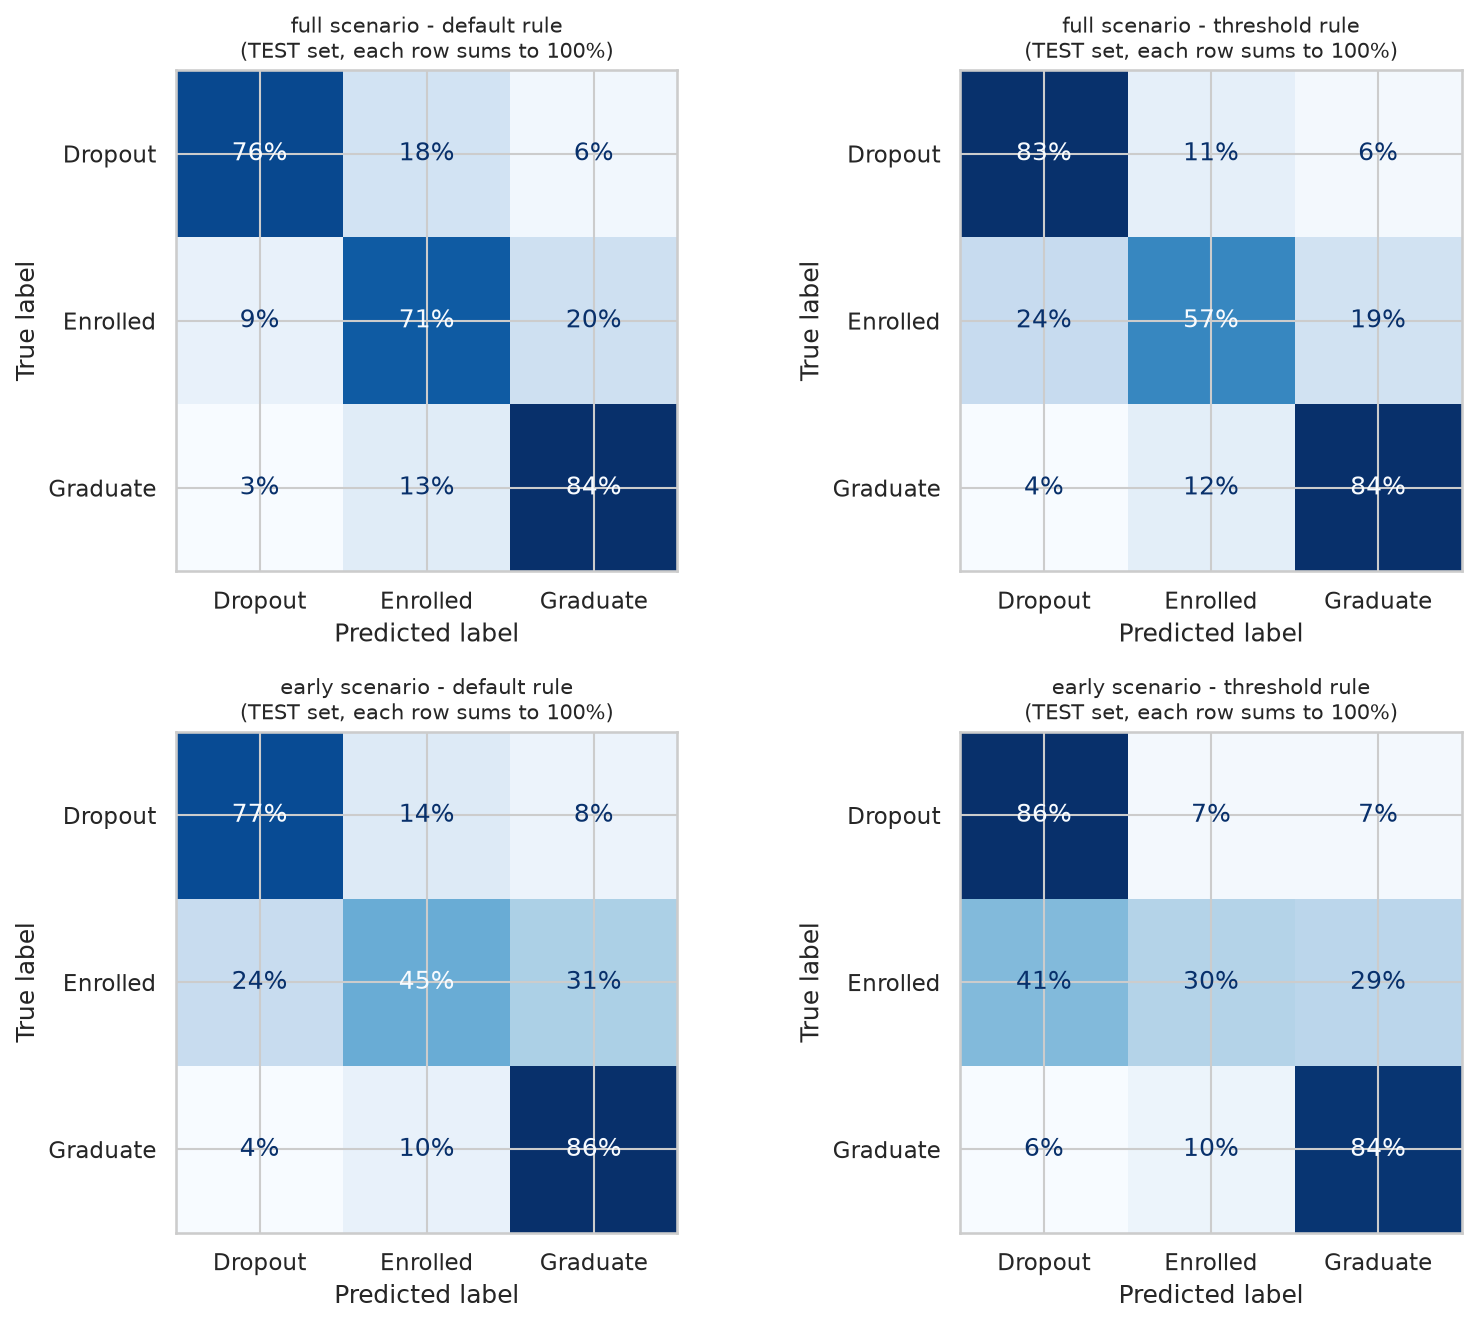 full scenario - default rule
(TEST set, each row sums to 100%)
True label
Dropout
76%
18%
6%
Enrolled
9%
71%
20%
Graduate
3%
13%
84%
Dropout
Enrolled
Graduate
Predicted label
full scenario - threshold rule
(TEST set, each row sums to 100%)
True label
Dropout
83%
11%
6%
Enrolled
24%
57%
19%
Graduate
4%
12%
84%
Dropout
Enrolled
Graduate
Predicted label
early scenario - default rule
(TEST set, each row sums to 100%)
True label
Dropout
77%
14%
8%
Enrolled
24%
45%
31%
Graduate
4%
10%
86%
Dropout
Enrolled
Graduate
Predicted label
early scenario - threshold rule
(TEST set, each row sums to 100%)
True label
Dropout
86%
7%
7%
Enrolled
41%
30%
29%
Graduate
6%
10%
84%
Dropout
Enrolled
Graduate
Predicted label